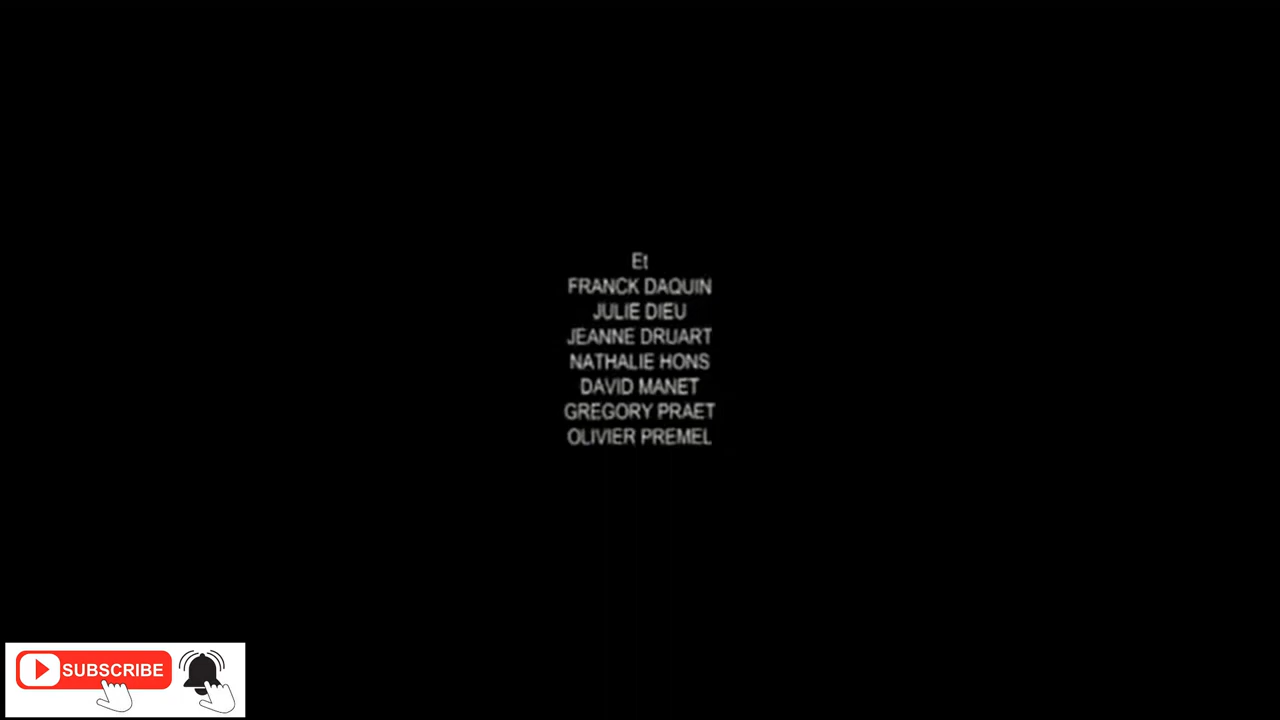 Et
FRANCK DAQUIN
JULIE DIEU
JEANNE DRUART
NATHALIE HONS
DAVID MANET
GREGORY PRAET
OLIVIER PREMEL
SUBSCRIBE